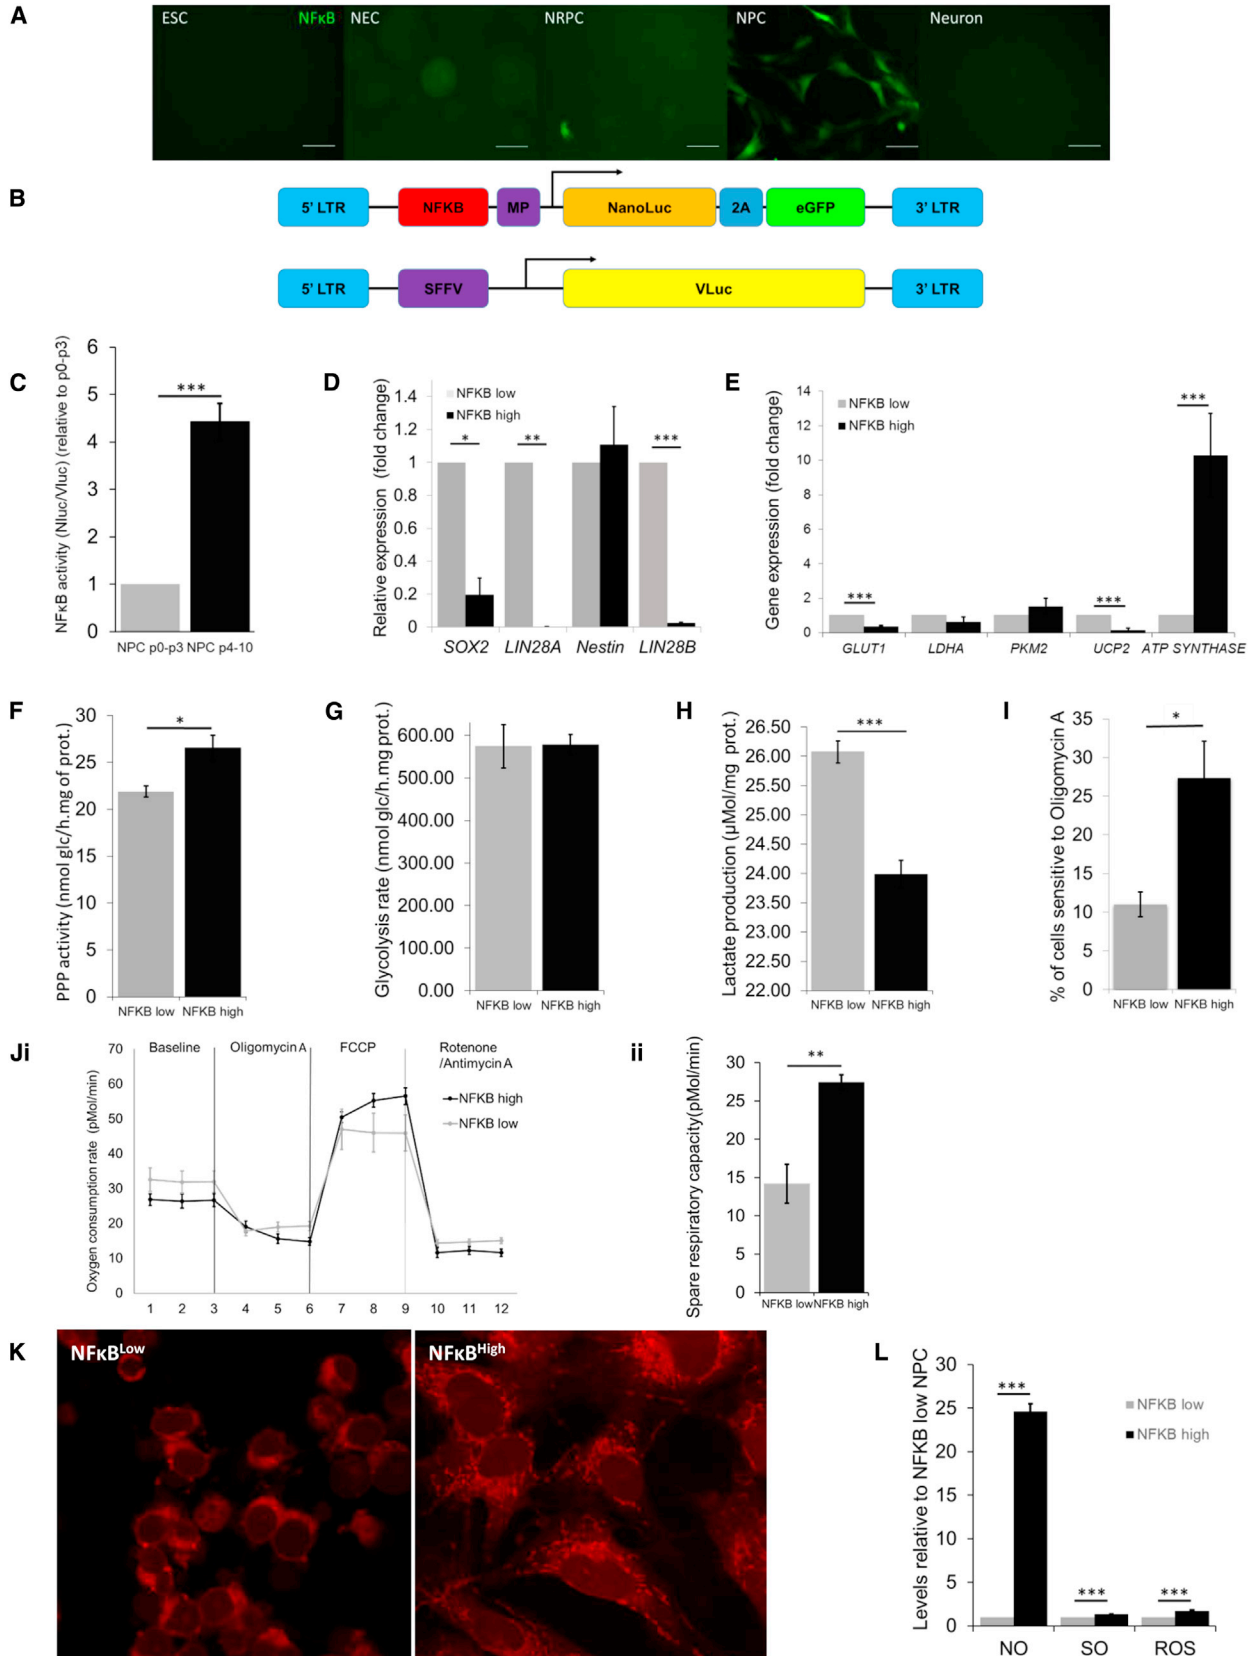 A
ESC NFκB NEC NRPC NPC Neuron
B
5' LTR NFKB MP NanoLuc 2A eGFP 3' LTR
5' LTR SFFV VLuc 3' LTR
C
NFκB activity (Nluc/Vluc) (relative to p0-p3)
6
5
4
3
2
1
0
***
NPC p0-p3 NPC p4-10
D
Relative expression (fold change)
1.4
1.2
1
0.8
0.6
0.4
0.2
0
NFKB low
NFKB high
* ** ***
SOX2 LIN28A Nestin LIN28B
E
Gene expression (fold change)
14
12
10
8
6
4
2
0
NFKB low
NFKB high
*** *** ***
GLUT1 LDHA PKM2 UCP2 ATP SYNTHASE
F
PPP activity (nmol glc/h.mg of prot.)
30
25
20
15
10
5
0
*
NFKB low NFKB high
G
Glycolysis rate (nmol glc/h.mg prot.)
600.00
500.00
400.00
300.00
200.00
100.00
0.00
NFKB low NFKB high
H
Lactate production (µMol/mg prot.)
26.50
26.00
25.50
25.00
24.50
24.00
23.50
23.00
22.50
22.00
***
NFKB low NFKB high
I
% of cells sensitive to Oligomycin A
35
30
25
20
15
10
5
0
*
NFKB low NFKB high
Ji
Oxygen consumption rate (pMol/min)
70
60
50
40
30
20
10
0
Baseline Oligomycin A FCCP Rotenone
/Antimycin A
NFKB high
NFKB low
1 2 3 4 5 6 7 8 9 10 11 12
ii
Spare respiratory capacity(pMol/min)
30
25
20
15
10
5
0
**
NFKB low NFKB high
K
NFκBLow
NFκBHigh
L
Levels relative to NFKB low NPC
30
25
20
15
10
5
0
NFKB low
NFKB high
*** *** ***
NO SO ROS